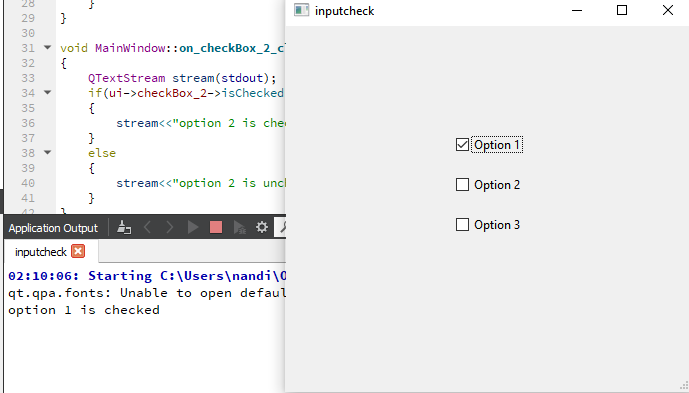 28
}
29
}
30
31
void MainWindow::on_checkBox_2_c
32
{
33
QTextStream stream(stdout);
34
if(ui->checkBox_2->isChecked
35
{
36
stream<<"option 2 is chec
37
}
38
else
39
{
40
stream<<"option 2 is unch
41
}
42
}
Application Output
inputcheck
02:10:06: Starting C:\Users\nandi\O
qt.qpa.fonts: Unable to open defaul
option 1 is checked
inputcheck
Option 1
Option 2
Option 3